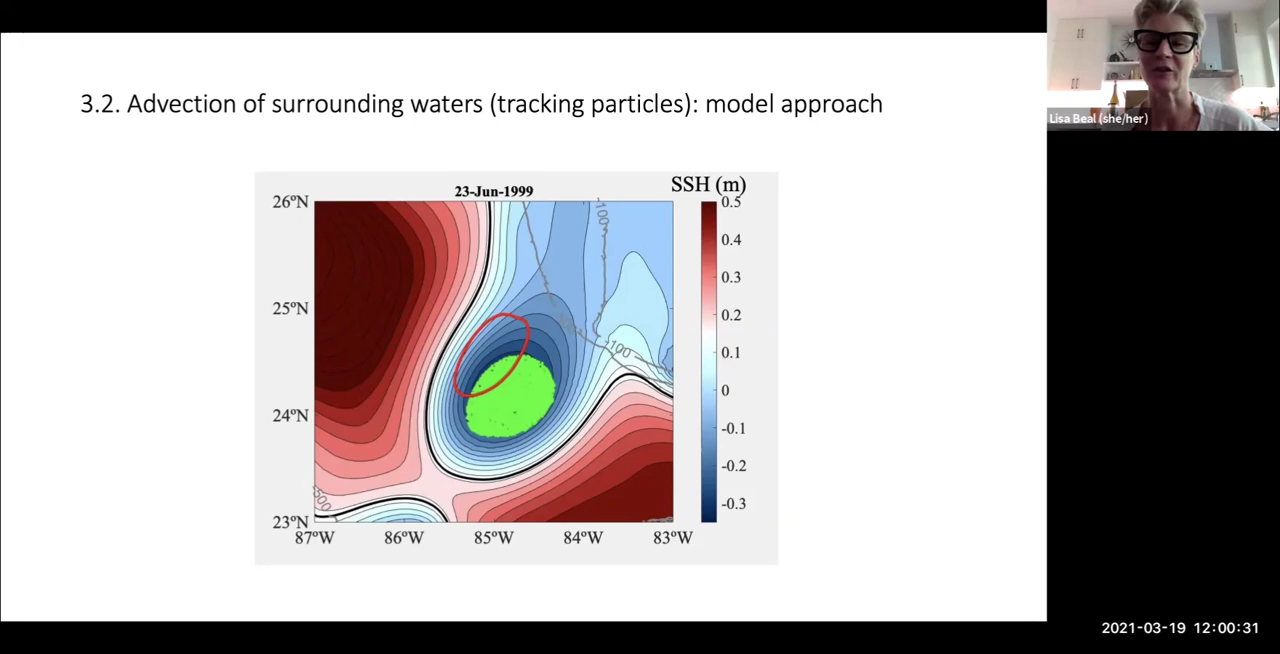 3.2. Advection of surrounding waters (tracking particles): model approach
Lisa Beal (she/her)
23-Jun-1999
SSH (m)
26ºN
25ºN
24ºN
23ºN
87ºW
86ºW
85ºW
84ºW
83ºW
0.5
0.4
0.3
0.2
0.1
0
-0.1
-0.2
-0.3
-100
-100
-500
2021-03-19 12:00:31